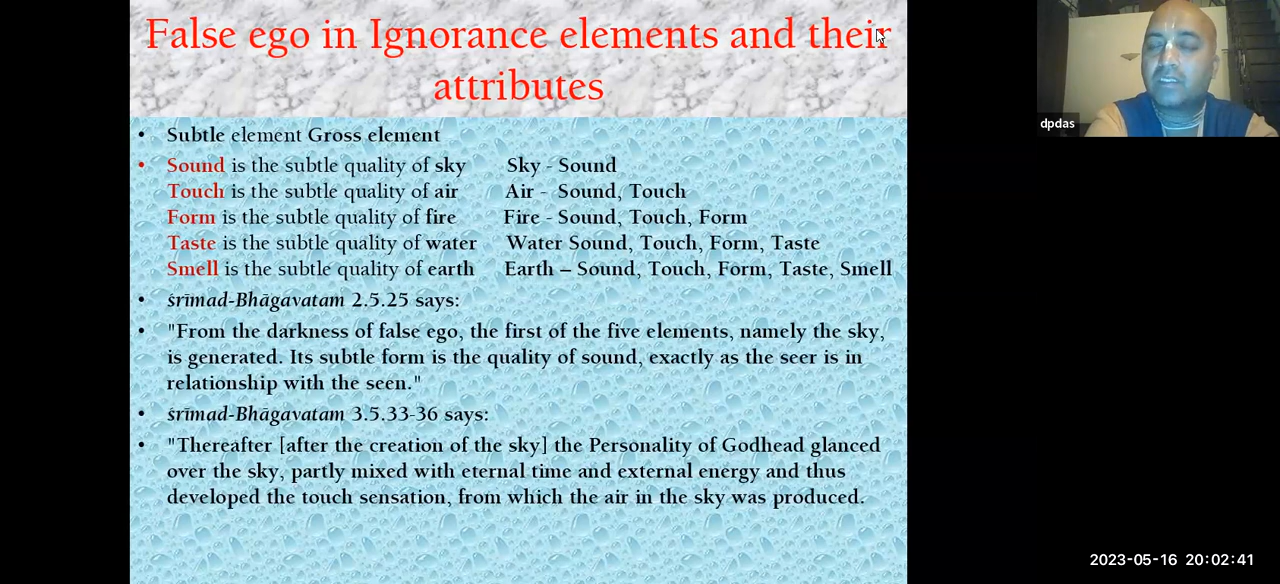 False ego in Ignorance elements and their
attributes
• Subtle element Gross element
• Sound is the subtle quality of sky Sky - Sound
Touch is the subtle quality of air Air - Sound, Touch
Form is the subtle quality of fire Fire - Sound, Touch, Form
Taste is the subtle quality of water Water Sound, Touch, Form, Taste
Smell is the subtle quality of earth Earth – Sound, Touch, Form, Taste, Smell
• śrīmad-Bhāgavatam 2.5.25 says:
• "From the darkness of false ego, the first of the five elements, namely the sky,
is generated. Its subtle form is the quality of sound, exactly as the seer is in
relationship with the seen."
• śrīmad-Bhāgavatam 3.5.33-36 says:
• "Thereafter [after the creation of the sky] the Personality of Godhead glanced
over the sky, partly mixed with eternal time and external energy and thus
developed the touch sensation, from which the air in the sky was produced.
dpdas
2023-05-16 20:02:41